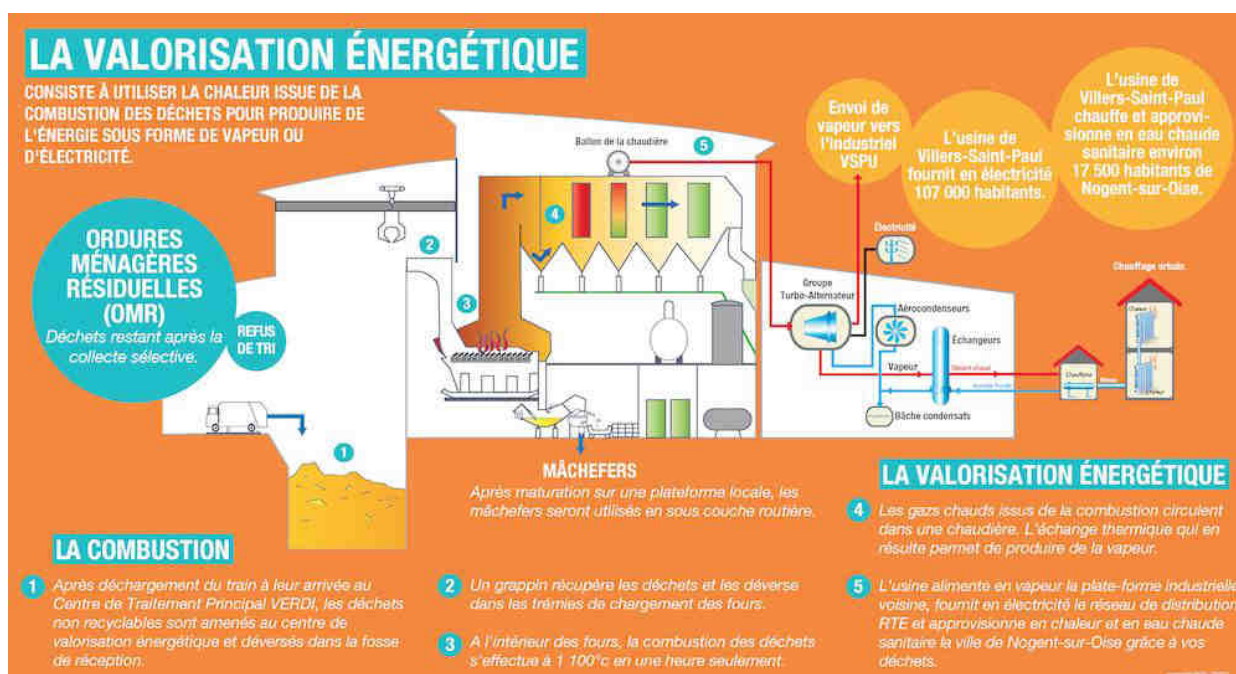 LA VALORISATION ÉNERGÉTIQUE
CONSISTE À UTILISER LA CHALEUR ISSUE DE LA
COMBUSTION DES DÉCHETS POUR PRODUIRE DE
L'ÉNERGIE SOUS FORME DE VAPEUR OU
D'ÉLECTRICITÉ.
ORDURES
MÉNAGÈRES
RÉSIDUELLES
(OMR)
Déchets restant après la
collecte sélective.
REFUS
DE TRI
1
2
3
4
5
Ballon de la chaudière
Envoi de
vapeur vers
l'industriel
VSPU
L'usine de
Villers-Saint-Paul
fournit en électricité
107 000 habitants.
L'usine de
Villers-Saint-Paul
chauffe et approvi-
sionne en eau chaude
sanitaire environ
17 500 habitants de
Nogent-sur-Oise.
Électricité
Groupe
Turbo-Alternateur
Aérocondenseurs
Échangeurs
Vapeur
Bâche condensats
Chauffage urbain
MÂCHEFERS
Après maturation sur une plateforme locale, les
mâchefers seront utilisés en sous couche routière.
LA COMBUSTION
1 Après déchargement du train à leur arrivée au
Centre de Traitement Principal VERDI, les déchets
non recyclables sont amenés au centre de
valorisation énergétique et déversés dans la fosse
de réception.
2 Un grappin récupère les déchets et les déverse
dans les trémies de chargement des fours.
3 A l'intérieur des fours, la combustion des déchets
s'effectue à 1 100°c en une heure seulement.
LA VALORISATION ÉNERGÉTIQUE
4 Les gazs chauds issus de la combustion circulent
dans une chaudière. L'échange thermique qui en
résulte permet de produire de la vapeur.
5 L'usine alimente en vapeur la plate-forme industrielle
voisine, fournit en électricité le réseau de distribution
RTE et approvisionne en chaleur et en eau chaude
sanitaire la ville de Nogent-sur-Oise grâce à vos
déchets.